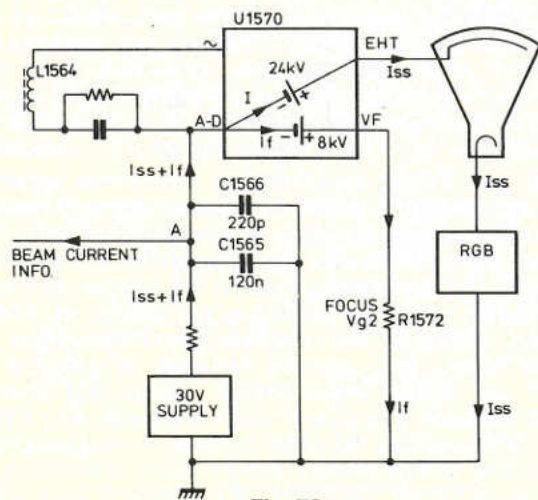 U1570
EHT
Iss
L1564
~
24kV
I
- +
A-D
VF
If
- +
8kV
Iss+If
C1566
220p
A
C1565
120n
BEAM CURRENT
INFO.
Iss+If
Iss
RGB
FOCUS
Vg2
R1572
30V
SUPPLY
If
Iss